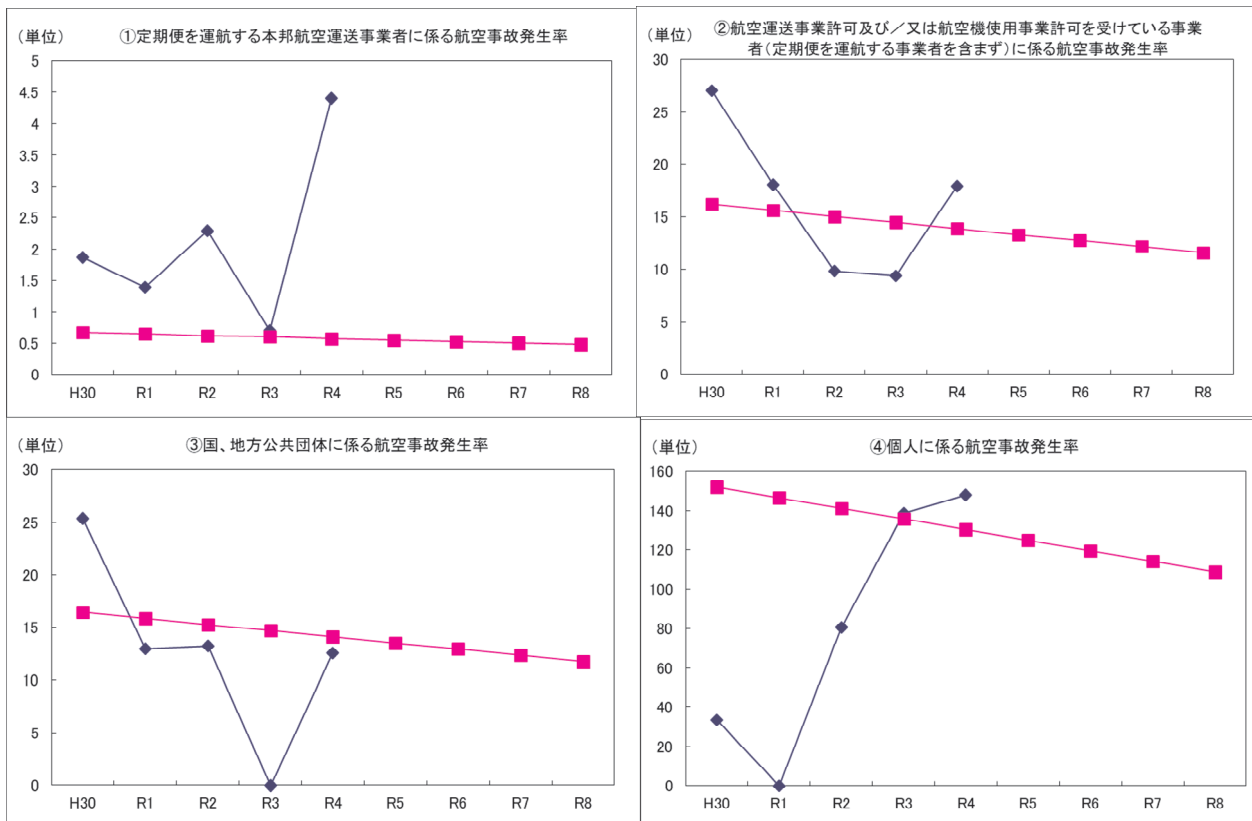 (単位)
①定期便を運航する本邦航空運送事業者に係る航空事故発生率
5
4.5
4
3.5
3
2.5
2
1.5
1
0.5
0
H30 R1 R2 R3 R4 R5 R6 R7 R8
(単位)
②航空運送事業許可及び/又は航空機使用事業許可を受けている事業
者(定期便を運航する事業者を含まず)に係る航空事故発生率
30
25
20
15
10
5
0
H30 R1 R2 R3 R4 R5 R6 R7 R8
(単位)
③国、地方公共団体に係る航空事故発生率
30
25
20
15
10
5
0
H30 R1 R2 R3 R4 R5 R6 R7 R8
(単位)
④個人に係る航空事故発生率
160
140
120
100
80
60
40
20
0
H30 R1 R2 R3 R4 R5 R6 R7 R8